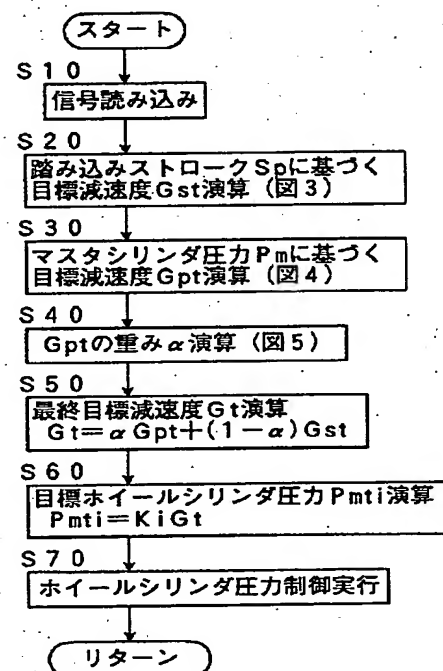 スタート
S10
信号読み込み
S20
踏み込みストロークSpに基づく
目標減速度Gst演算（図3）
S30
マスタシリンダ圧力Pmに基づく
目標減速度Gpt演算（図4）
S40
Gptの重みα演算（図5）
S50
最終目標減速度Gt演算
Gt＝αGpt＋(1－α)Gst
S60
目標ホイールシリンダ圧力Pmti演算
Pmti＝KiGt
S70
ホイールシリンダ圧力制御実行
リターン